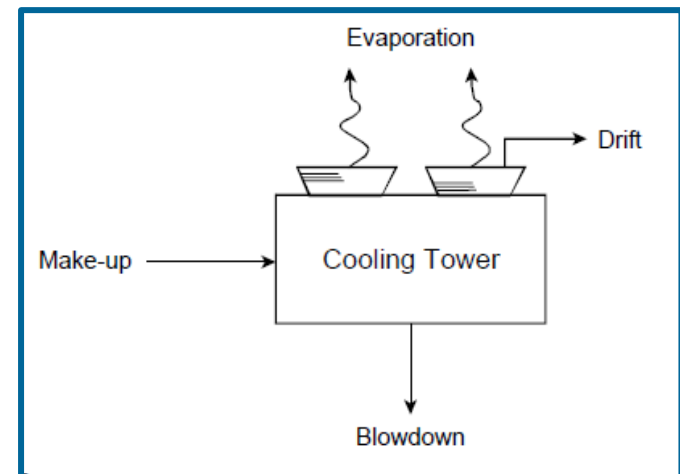 Evaporation
Drift
Make-up
Cooling Tower
Blowdown